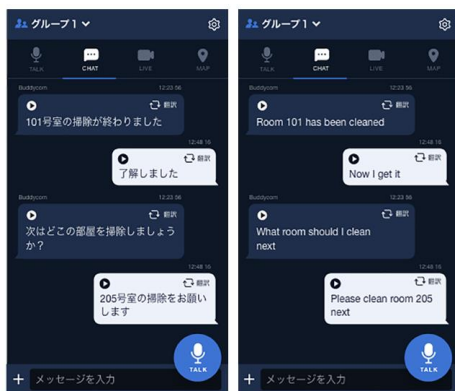 グループ1
TALK
CHAT
LIVE
MAP
Buddycom
12:23 56
翻訳
101号室の掃除が終わりました
12:48 16
翻訳
了解しました
Buddycom
12:23 56
翻訳
次はどこの部屋を掃除しましょう
か?
12:48 16
翻訳
205号室の掃除をお願い
します
TALK
メッセージを入力
グループ1
TALK
CHAT
LIVE
MAP
Buddycom
12:23 56
翻訳
Room 101 has been cleaned
12:48 16
翻訳
Now I get it
Buddycom
12:23 56
翻訳
What room should I clean
next
12:48 16
翻訳
Please clean room 205
next
TALK
メッセージを入力